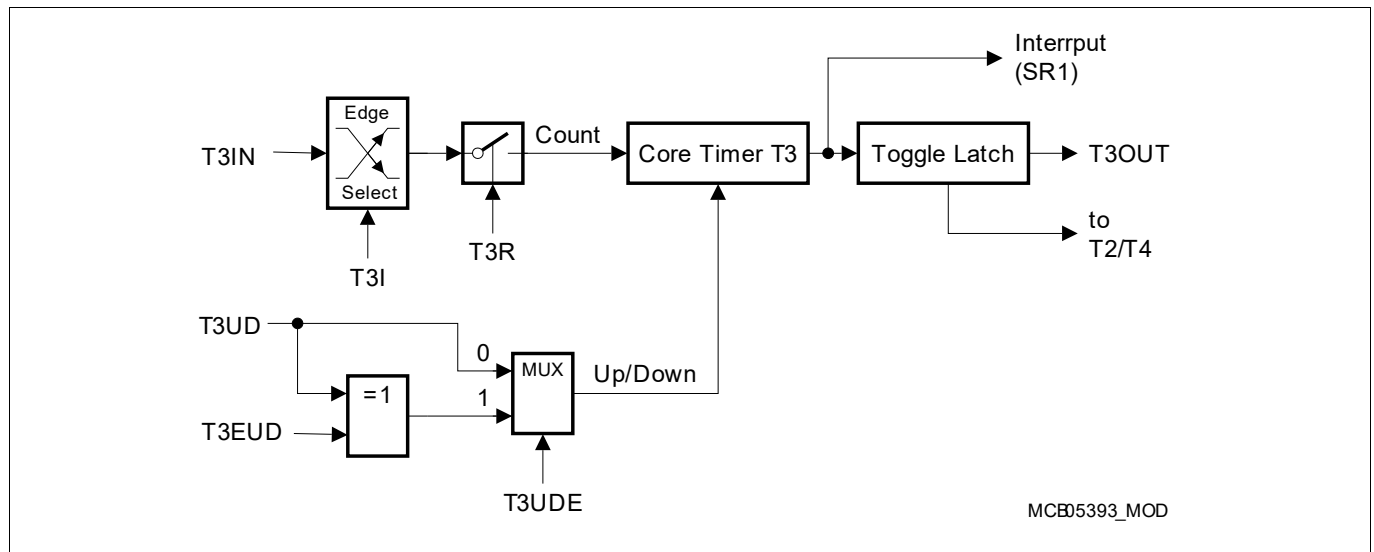 Interrput
(SR1)
Edge
Select
T3IN
Count
Core Timer T3
Toggle Latch
T3OUT
T3R
T3I
to
T2/T4
T3UD
0
MUX
Up/Down
=1
1
T3EUD
T3UDE
MCB05393_MOD